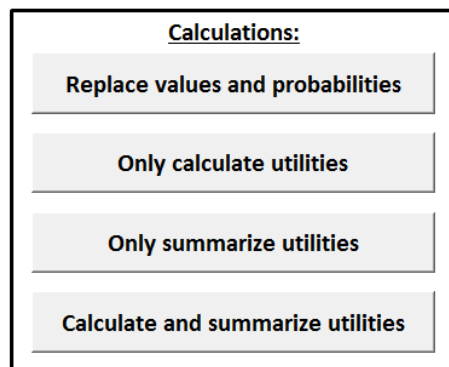 Calculations:
Replace values and probabilities
Only calculate utilities
Only summarize utilities
Calculate and summarize utilities